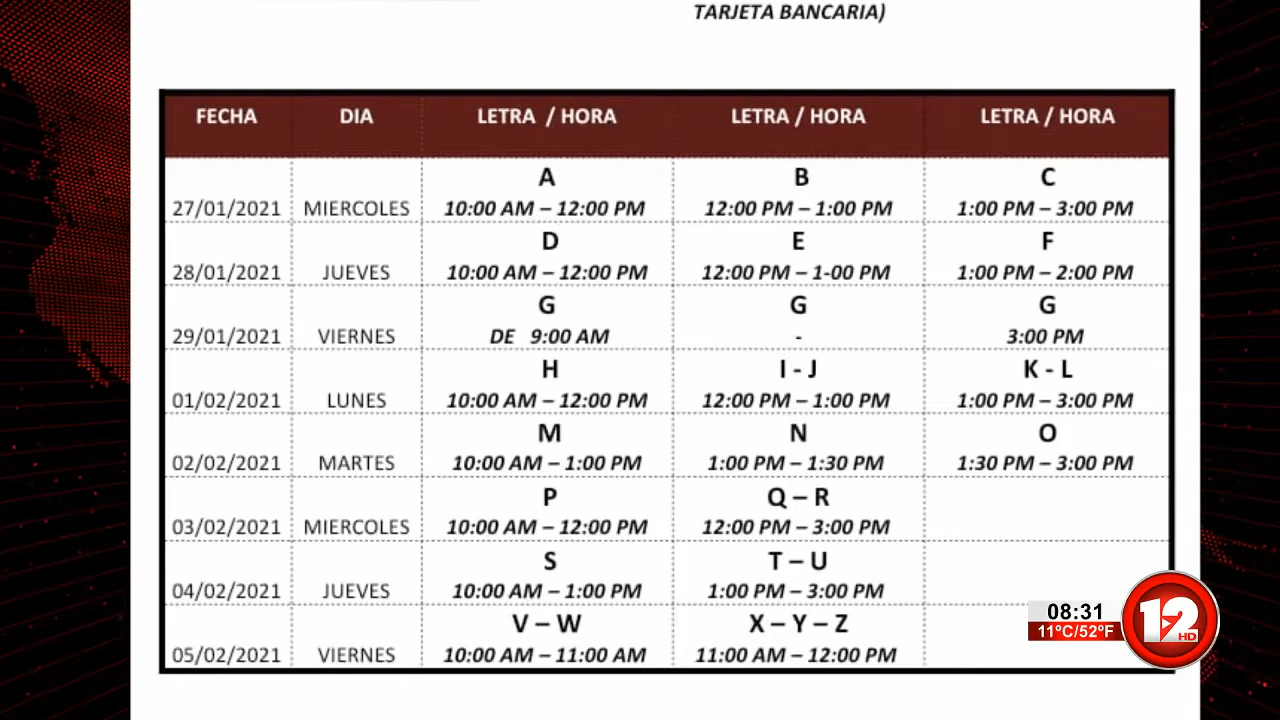 TARJETA BANCARIA)
FECHA DIA LETRA / HORA LETRA / HORA LETRA / HORA
A B C
27/01/2021 MIERCOLES 10:00 AM – 12:00 PM 12:00 PM – 1:00 PM 1:00 PM – 3:00 PM
D E F
28/01/2021 JUEVES 10:00 AM – 12:00 PM 12:00 PM – 1-00 PM 1:00 PM – 2:00 PM
G G G
29/01/2021 VIERNES DE 9:00 AM - 3:00 PM
H I - J K - L
01/02/2021 LUNES 10:00 AM – 12:00 PM 12:00 PM – 1:00 PM 1:00 PM – 3:00 PM
M N O
02/02/2021 MARTES 10:00 AM – 1:00 PM 1:00 PM – 1:30 PM 1:30 PM – 3:00 PM
P Q – R
03/02/2021 MIERCOLES 10:00 AM – 12:00 PM 12:00 PM – 3:00 PM
S T – U
04/02/2021 JUEVES 10:00 AM – 1:00 PM 1:00 PM – 3:00 PM
V – W X – Y – Z
05/02/2021 VIERNES 10:00 AM – 11:00 AM 11:00 AM – 12:00 PM
08:31
11°C/52°F
12
HD